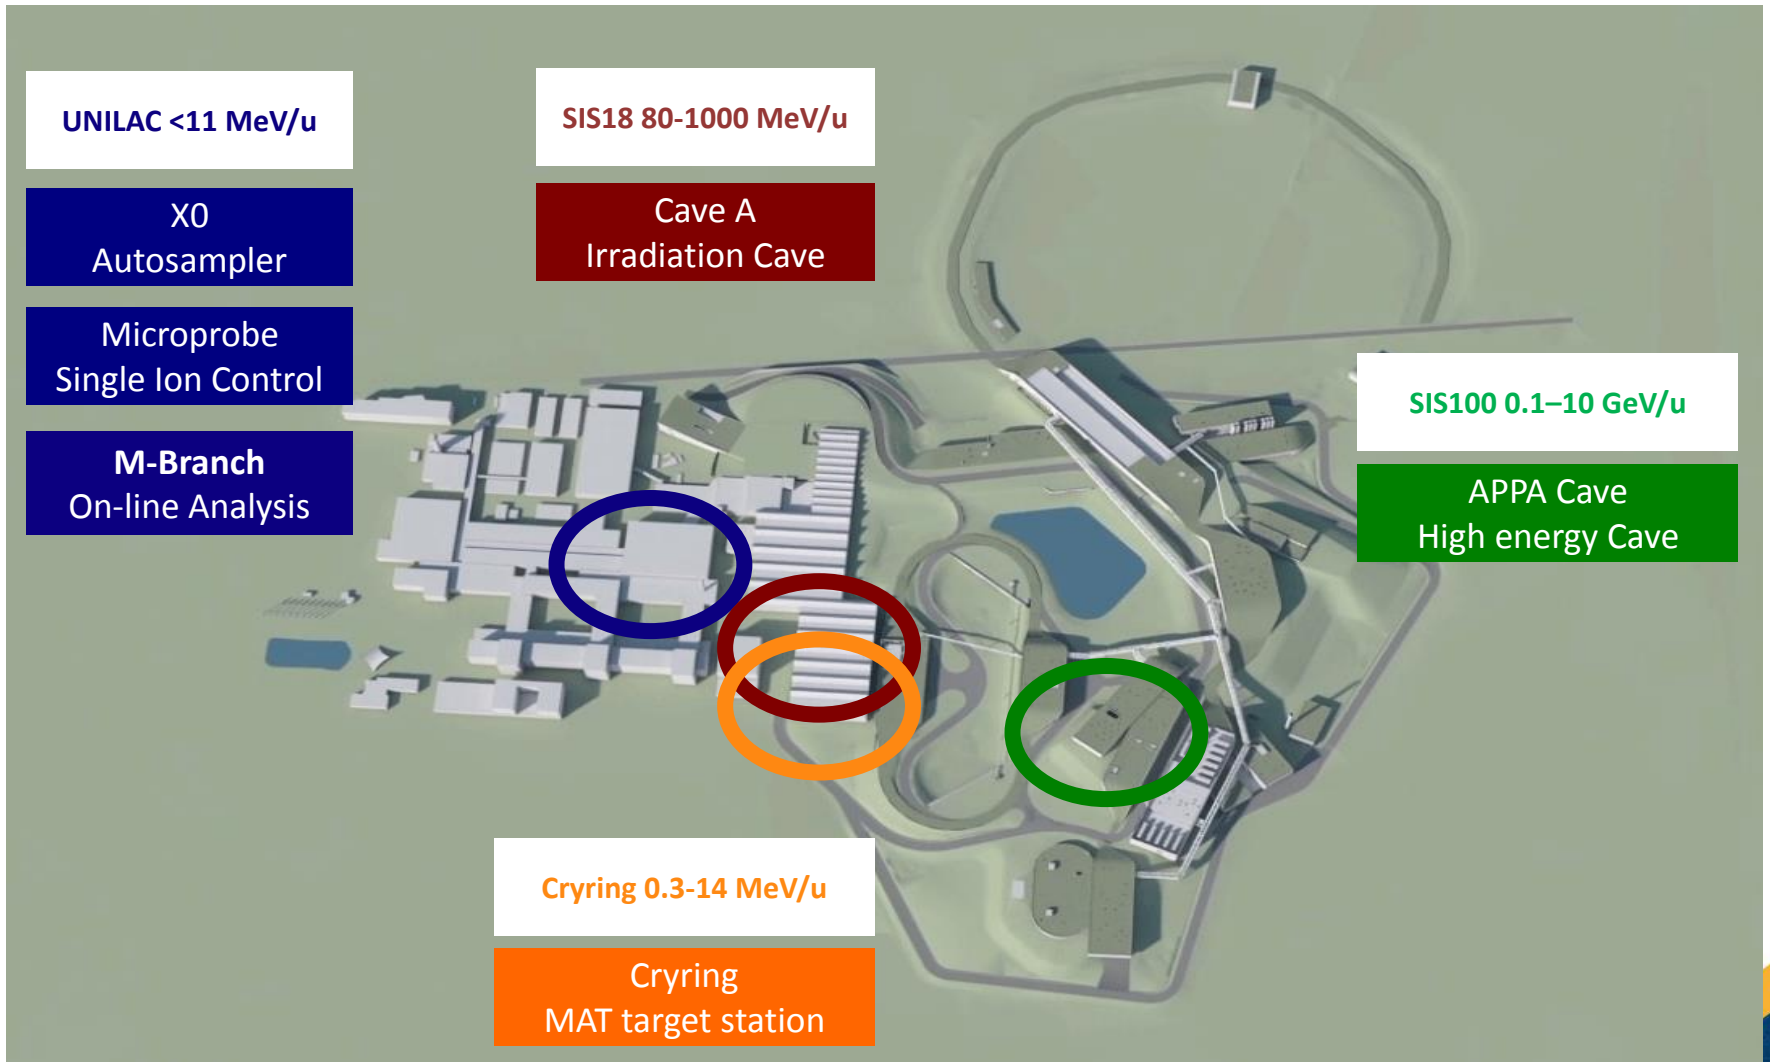 UNILAC <11 MeV/u
X0
Autosampler
Microprobe
Single Ion Control
M-Branch
On-line Analysis
SIS18 80-1000 MeV/u
Cave A
Irradiation Cave
SIS100 0.1–10 GeV/u
APPA Cave
High energy Cave
Cryring 0.3-14 MeV/u
Cryring
MAT target station